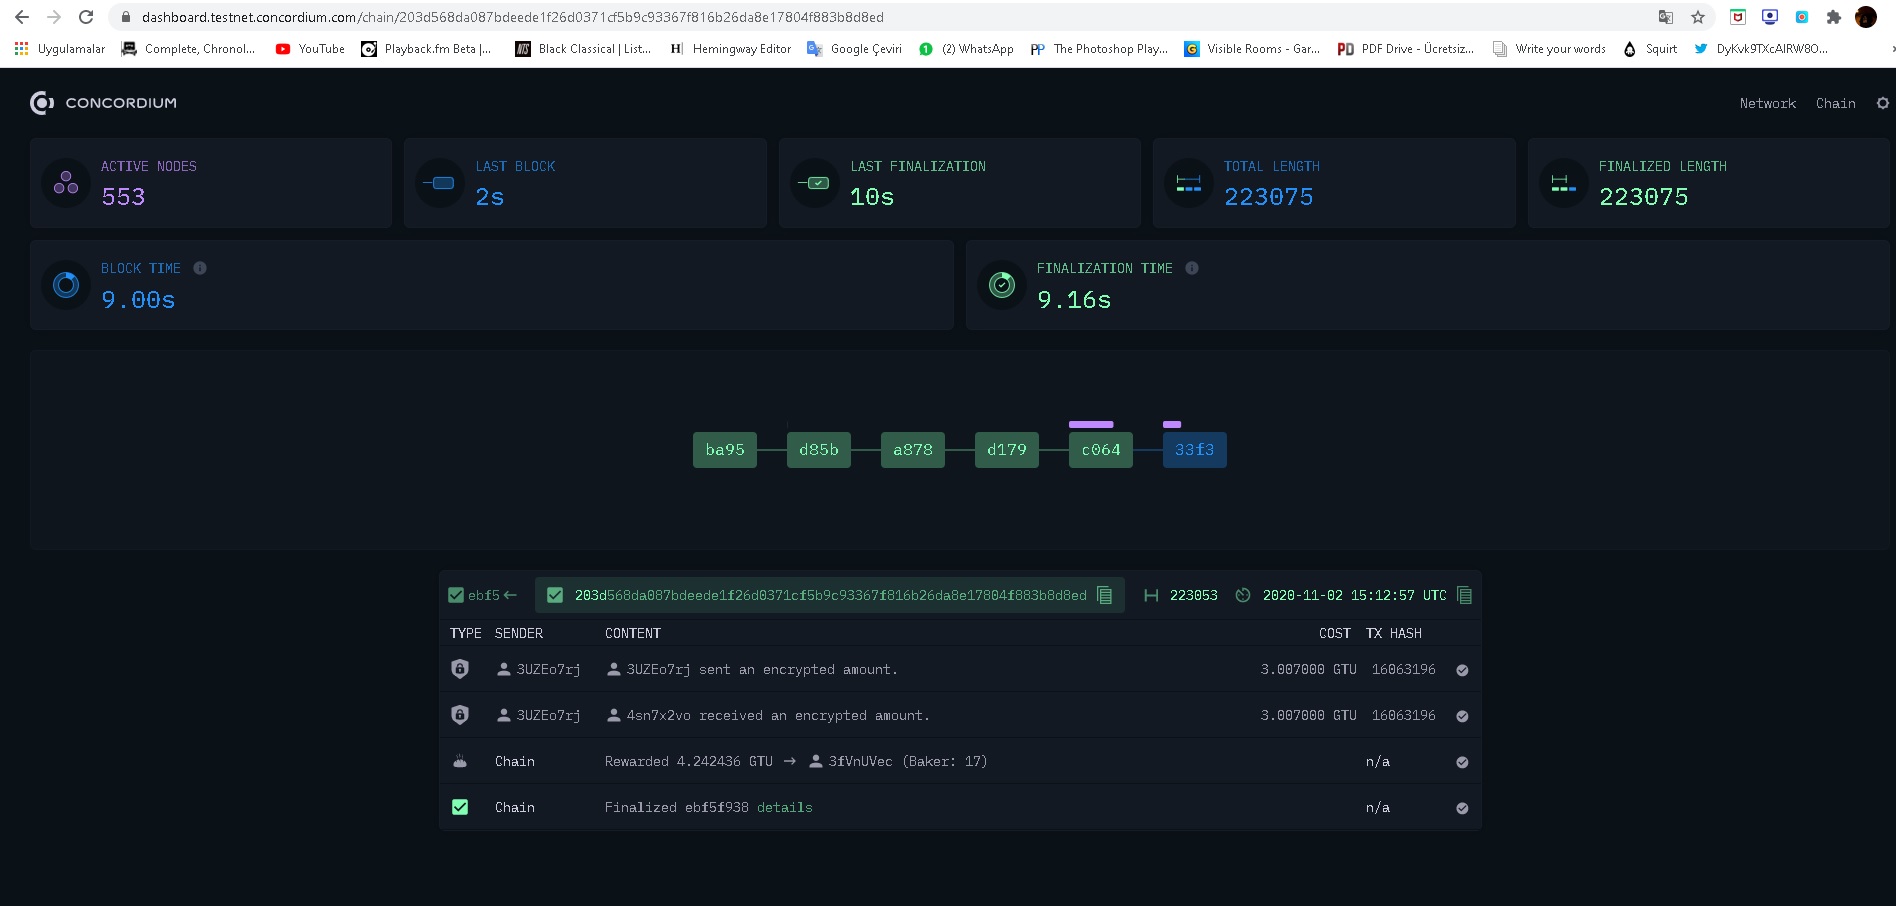 dashboard.testnet.concordium.com/chain/203d568da087bdeede1f26d0371cf5b9c93367f816b26da8e17804f883b8d8ed
Uygulamalar Complete, Chronol... YouTube Playback.fm Beta |... NTS Black Classical | List... H Hemingway Editor Google Çeviri 1 (2) WhatsApp PP The Photoshop Play... G Visible Rooms - Gar... PD PDF Drive - Ücretsiz... Write your words Squirt DyKvk9TXcAIRW8O...
CONCORDIUM Network Chain
ACTIVE NODES LAST BLOCK LAST FINALIZATION TOTAL LENGTH FINALIZED LENGTH
553 2s 10s 223075 223075
BLOCK TIME FINALIZATION TIME
9.00s 9.16s
ba95 d85b a878 d179 c064 33f3
ebf5 ← 203d568da087bdeede1f26d0371cf5b9c93367f816b26da8e17804f883b8d8ed 223053 2020-11-02 15:12:57 UTC
TYPE SENDER CONTENT COST TX HASH
3UZEo7rj 3UZEo7rj sent an encrypted amount. 3.007000 GTU 16063196
3UZEo7rj 4sn7x2vo received an encrypted amount. 3.007000 GTU 16063196
Chain Rewarded 4.242436 GTU → 3fVnUVec (Baker: 17) n/a
Chain Finalized ebf5f938 details n/a